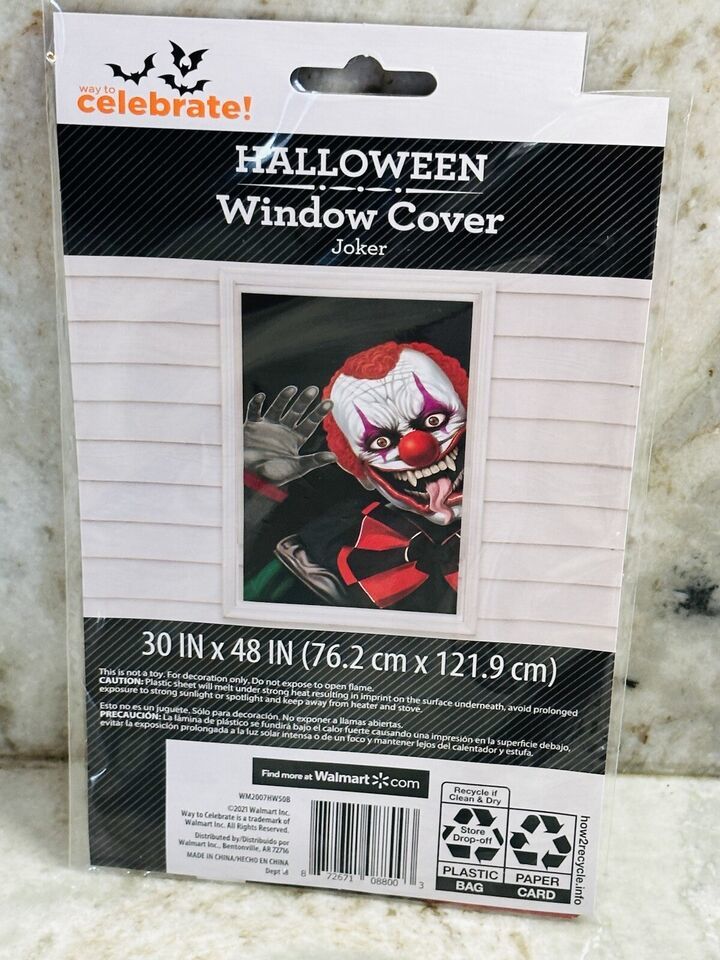 way to
celebrate!
HALLOWEEN
Window Cover
Joker
30 IN x 48 IN (76.2 cm x 121.9 cm)
This is not a toy. For decoration only. Do not expose to open flame.
CAUTION: Plastic sheet will melt under strong heat resulting in imprint on the surface underneath, avoid prolonged
exposure to strong sunlight or spotlight and keep away from heater and stove.
Esto no es un juguete. Sólo para decoración. No exponer a llamas abiertas.
PRECAUCIÓN: La lámina de plástico se fundirá bajo el calor fuerte causando una impresión en la superficie debajo,
evitar la exposición prolongada a la luz solar intensa o de un foco y mantener lejos del calentador y estufa.
Find more at Walmart.com
WM2007HW50B
©2021 Walmart Inc.
Way to Celebrate is a trademark of
Walmart Inc. All Rights Reserved.
Distributed by/Distribuido por
Walmart Inc., Bentonville, AR 72716
MADE IN CHINA/HECHO EN CHINA
Dept
8 72671 08800 3
Recycle if
Clean & Dry
Store
Drop-off
PLASTIC
BAG
PAPER
CARD
how2recycle.info